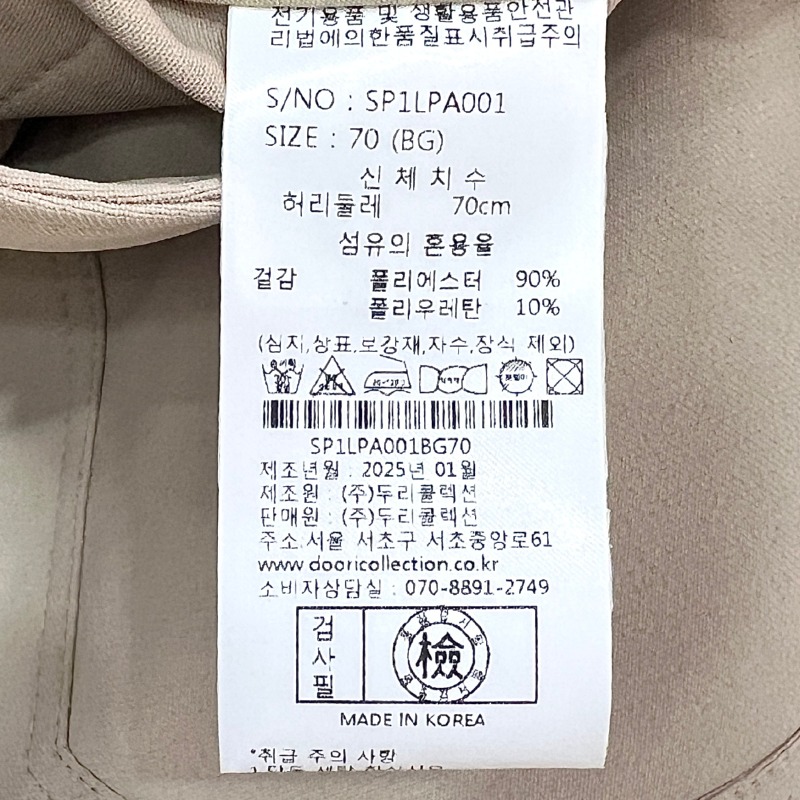 전기용품 및 생활용품안전관
리법에의한품질표시취급주의
S/NO : SP1LPA001
SIZE : 70 (BG)
신 체 치 수
허리둘레 70cm
섬유의 혼용율
겉감 폴리에스터 90%
폴리우레탄 10%
(심지,상표,보강재,자수,장식 제외)
SP1LPA001BG70
제조년월 : 2025년 01월
제조원 : (주)두리콜렉션
판매원 : (주)두리콜렉션
주소.서울 서초구 서초중앙로61
www.dooricollection.co.kr
소비자상담실 : 070-8891-2749
검사필
檢
MADE IN KOREA
*취급 주의 사항